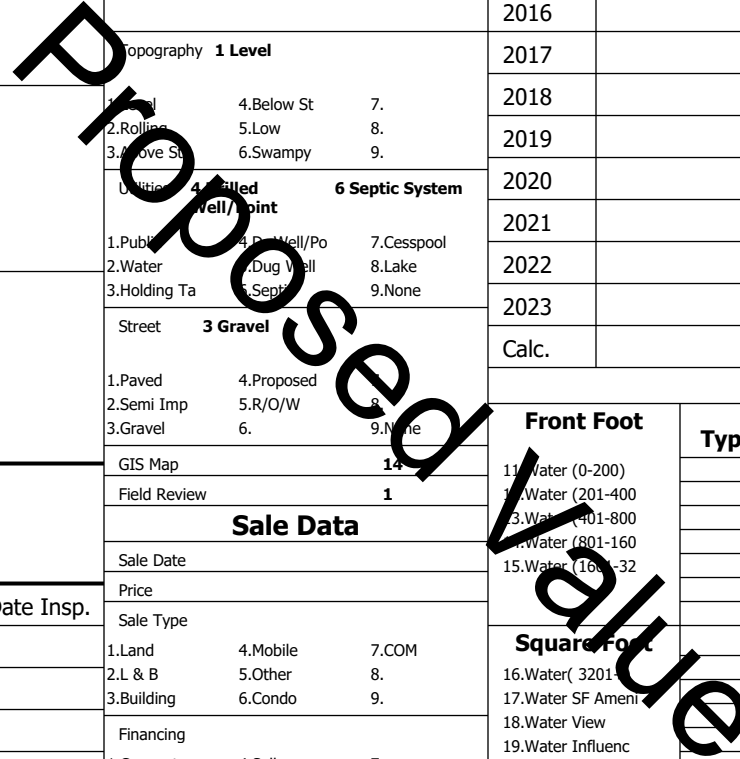 Topography 1 Level
1.Level 4.Below St 7.
2.Rolling 5.Low 8.
3.Above St 6.Swampy 9.
Utilities 4 Drilled 6 Septic System
Well/Point
1.Public 4.Dr Well/Po 7.Cesspool
2.Water 5.Dug Well 8.Lake
3.Holding Ta 6.Septic 9.None
Street 3 Gravel
1.Paved 4.Proposed 7.
2.Semi Imp 5.R/O/W 8.
3.Gravel 6. 9.None
GIS Map 14
Field Review 1
Sale Data
Sale Date
Price
Sale Type
1.Land 4.Mobile 7.COM
2.L & B 5.Other 8.
3.Building 6.Condo 9.
Financing
Date Insp.
2016
2017
2018
2019
2020
2021
2022
2023
Calc.
Front Foot
Typ
11.Water (0-200)
12.Water (201-400
13.Water (401-800
14.Water (801-160
15.Water (1601-32
Square Foot
16.Water( 3201-
17.Water SF Ameni
18.Water View
19.Water Influenc
Proposed Value